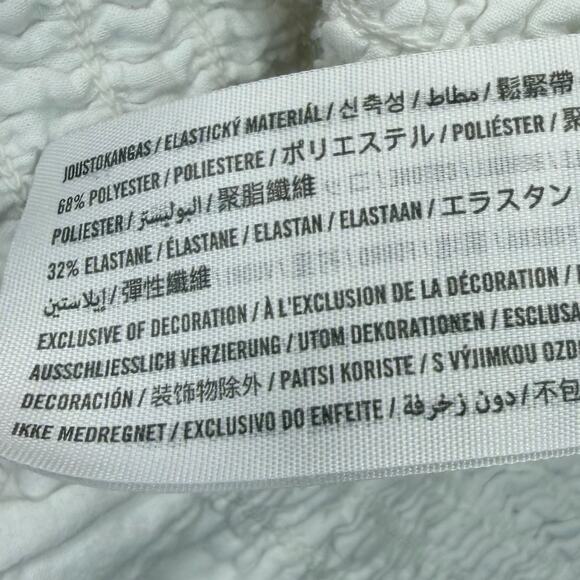 JOUSTOKANGAS / ELASTICKÝ MATERIÁL / 신축성 / مطاط / 鬆緊帶
68% POLYESTER / POLIESTERE / ポリエステル / POLIÉSTER / 聚
POLIESTER / البوليستر / 聚脂纖維
32% ELASTANE / ÉLASTANE / ELASTAN / ELASTAAN / エラスタン
إيلاستين / 彈性纖維
EXCLUSIVE OF DECORATION / À L'EXCLUSION DE LA DÉCORATION /
AUSSCHLIESSLICH VERZIERUNG / UTOM DEKORATIONEN / ESCLUSA
DECORACIÓN / 装饰物除外 / PAITSI KORISTE / S VÝJIMKOU OZD
IKKE MEDREGNET / EXCLUSIVO DO ENFEITE / دون زخرفة / 不包